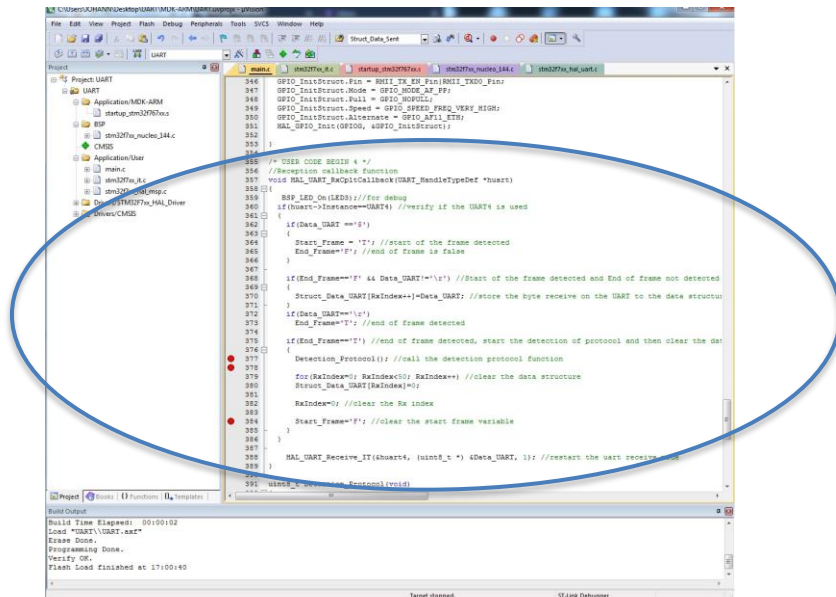 C:\Users\JOHANN\Desktop\UART\MDK-ARM\UART.uvprojx - µVision
File Edit View Project Flash Debug Peripherals Tools SVCS Window Help
Struct_Data_Sent
UART
Project
main.c stm32f7xx_it.c startup_stm32f767xx.s stm32f7xx_nucleo_144.c stm32f7xx_hal_uart.c
Project: UART
UART
Application/MDK-ARM
startup_stm32f767xx.s
BSP
stm32f7xx_nucleo_144.c
CMSIS
Application/User
main.c
stm32f7xx_it.c
stm32f7xx_hal_msp.c
Drivers/STM32F7xx_HAL_Driver
Drivers/CMSIS
346 GPIO_InitStruct.Pin = RMII_TX_EN_Pin|RMII_TXD0_Pin;
347 GPIO_InitStruct.Mode = GPIO_MODE_AF_PP;
348 GPIO_InitStruct.Pull = GPIO_NOPULL;
349 GPIO_InitStruct.Speed = GPIO_SPEED_FREQ_VERY_HIGH;
350 GPIO_InitStruct.Alternate = GPIO_AF11_ETH;
351 HAL_GPIO_Init(GPIOG, &GPIO_InitStruct);
352
353 }
354
355 /* USER CODE BEGIN 4 */
356 //Reception callback function
357 void HAL_UART_RxCpltCallback(UART_HandleTypeDef *huart)
358 {
359 BSP_LED_On(LED3);//for debug
360 if(huart->Instance==UART4) //verify if the UART4 is used
361 {
362 if(Data_UART =='$')
363 {
364 Start_Frame = 'T'; //start of the frame detected
365 End_Frame='F'; //end of frame is false
366 }
367
368 if(End_Frame=='F' && Data_UART!='\r') //Start of the frame detected and End of frame not detected
369 {
370 Struct_Data_UART[RxIndex++]=Data_UART; //store the byte receive on the UART to the data structur
371 }
372 if(Data_UART=='\r')
373 End_Frame='T'; //end of frame detected
374
375 if(End_Frame=='T') //end of frame detected, start the detection of protocol and then clear the dat
376 {
377 Detection_Protocol(); //call the detection protocol function
378
379 for(RxIndex=0; RxIndex<50; RxIndex++) //clear the data structure
380 Struct_Data_UART[RxIndex]=0;
381
382 RxIndex=0; //clear the Rx index
383
384 Start_Frame='F'; //clear the start frame variable
385 }
386 }
387
388 HAL_UART_Receive_IT(&huart4, (uint8_t *) &Data_UART, 1); //restart the uart receive
389 }
391 uint8_t Detection_Protocol(void)
Project Books Functions Templates
Build Output
Build Time Elapsed: 00:00:02
Load "UART\\UART.axf"
Erase Done.
Programming Done.
Verify OK.
Flash Load finished at 17:00:40
Target stopped. ST-Link Debugger